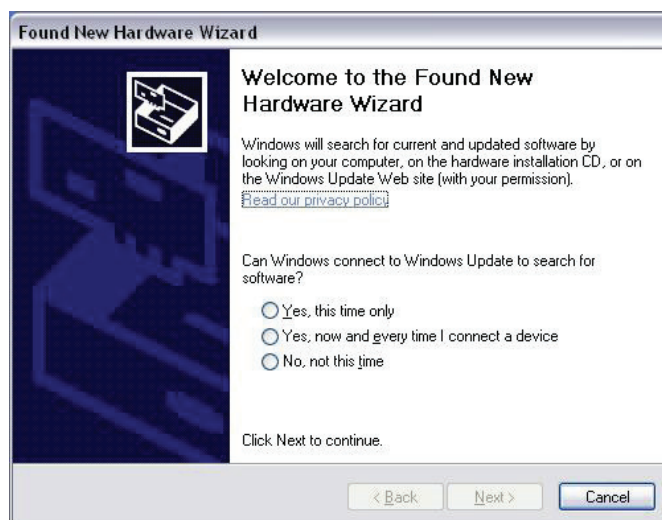 Found New Hardware Wizard
Welcome to the Found New
Hardware Wizard
Windows will search for current and updated software by
looking on your computer, on the hardware installation CD, or on
the Windows Update Web site (with your permission).
Read our privacy policy
Can Windows connect to Windows Update to search for
software?
Yes, this time only
Yes, now and every time I connect a device
No, not this time
Click Next to continue.
< Back Next > Cancel